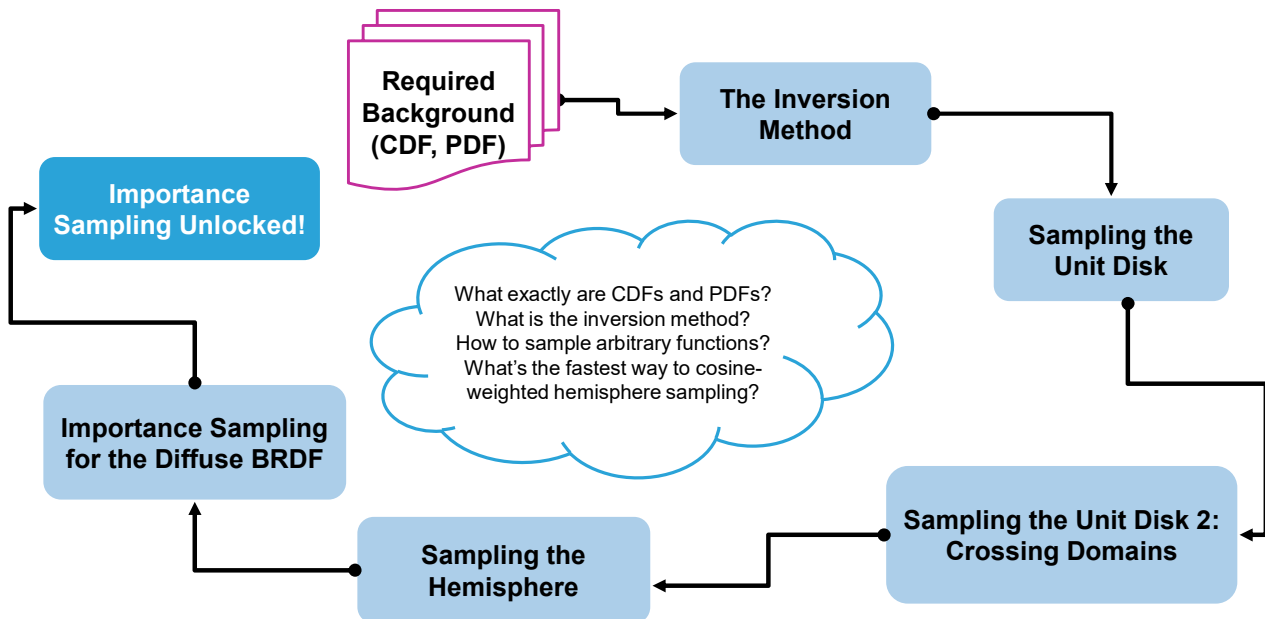 Required
Background
(CDF, PDF)
The Inversion
Method
Importance
Sampling Unlocked!
Sampling the
Unit Disk
What exactly are CDFs and PDFs?
What is the inversion method?
How to sample arbitrary functions?
What’s the fastest way to cosine-
weighted hemisphere sampling?
Importance Sampling
for the Diffuse BRDF
Sampling the Unit Disk 2:
Crossing Domains
Sampling the
Hemisphere